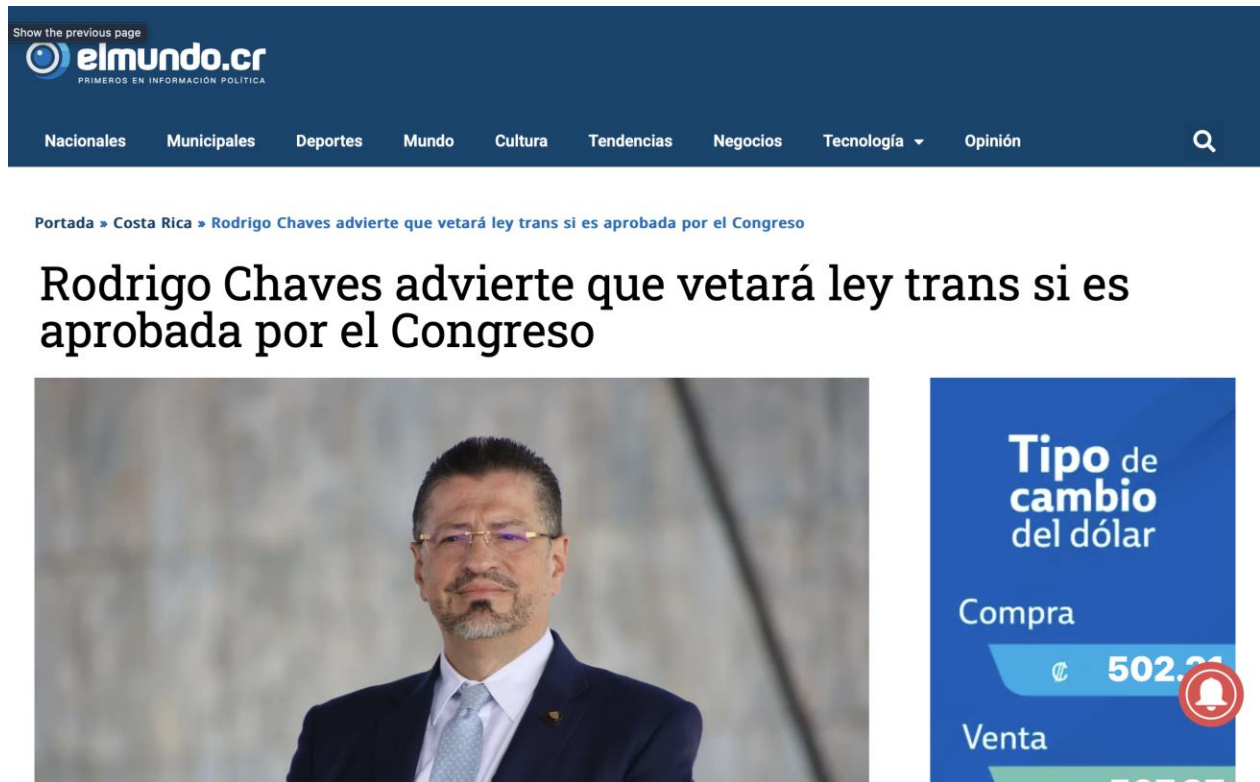 Show the previous page
elmundo.cr
PRIMEROS EN INFORMACIÓN POLÍTICA
Nacionales Municipales Deportes Mundo Cultura Tendencias Negocios Tecnología Opinión
Portada » Costa Rica » Rodrigo Chaves advierte que vetará ley trans si es aprobada por el Congreso
Rodrigo Chaves advierte que vetará ley trans si es
aprobada por el Congreso
Tipo de
cambio
del dólar
Compra
₡
Venta